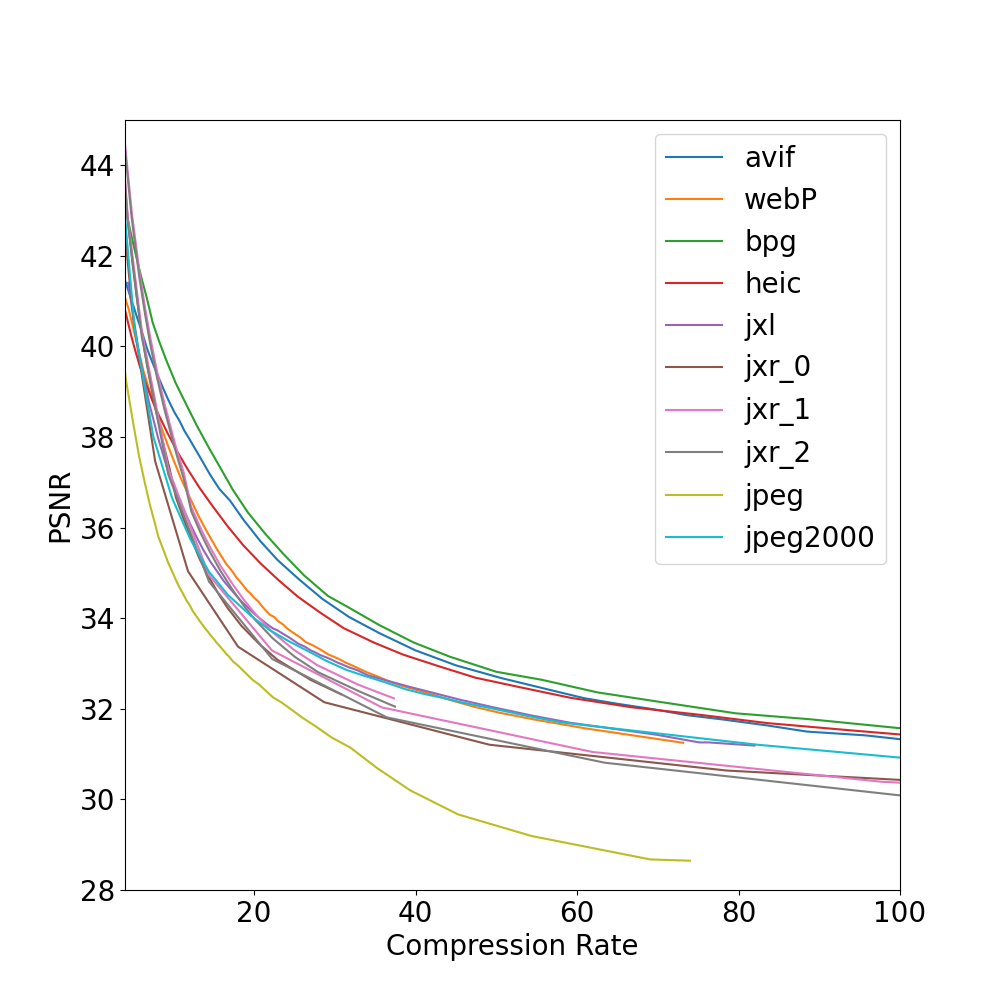 44
42
40
38
36
34
32
30
28
PSNR
20
40
60
80
100
Compression Rate
avif
webP
bpg
heic
jxl
jxr_0
jxr_1
jxr_2
jpeg
jpeg2000